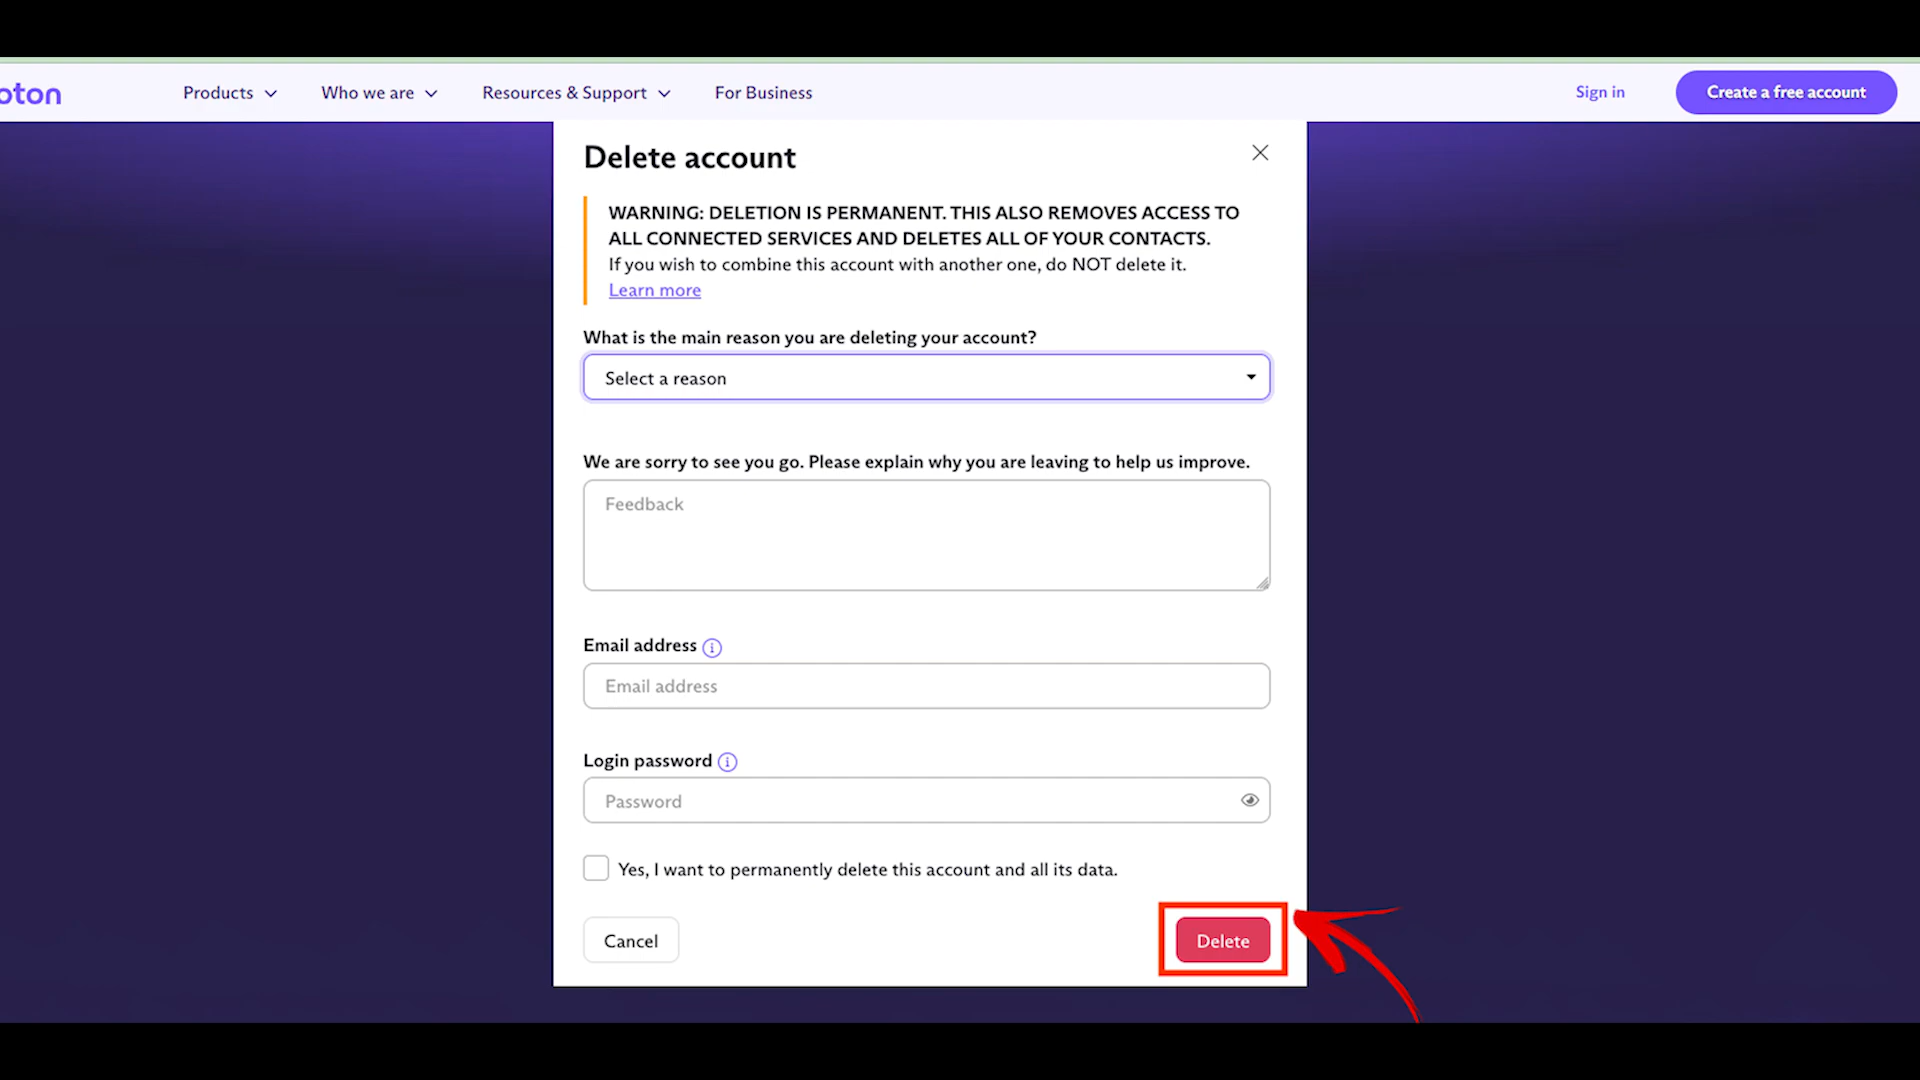 oton
Products
Who we are
Resources & Support
For Business
Sign in
Create a free account
Delete account
WARNING: DELETION IS PERMANENT. THIS ALSO REMOVES ACCESS TO
ALL CONNECTED SERVICES AND DELETES ALL OF YOUR CONTACTS.
If you wish to combine this account with another one, do NOT delete it.
Learn more
What is the main reason you are deleting your account?
Select a reason
We are sorry to see you go. Please explain why you are leaving to help us improve.
Feedback
Email address
Email address
Login password
Password
Yes, I want to permanently delete this account and all its data.
Cancel
Delete